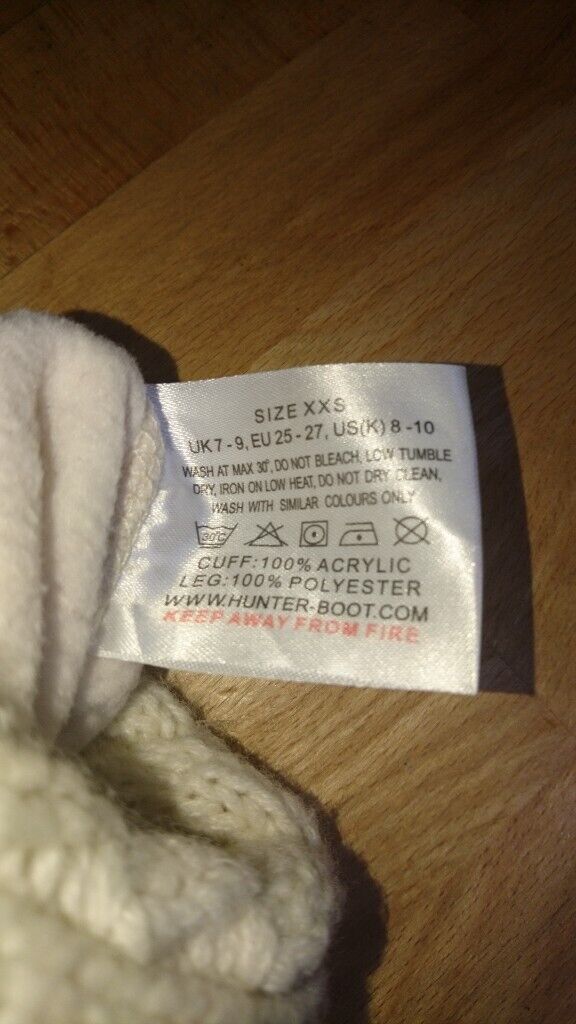 SIZE XXS
UK 7 - 9, EU 25 - 27, US(K) 8 -10
WASH AT MAX 30°, DO NOT BLEACH, LOW TUMBLE
DRY, IRON ON LOW HEAT, DO NOT DRY CLEAN,
WASH WITH SIMILAR COLOURS ONLY
30°C
CUFF:100% ACRYLIC
LEG:100% POLYESTER
WWW.HUNTER-BOOT.COM
KEEP AWAY FROM FIRE